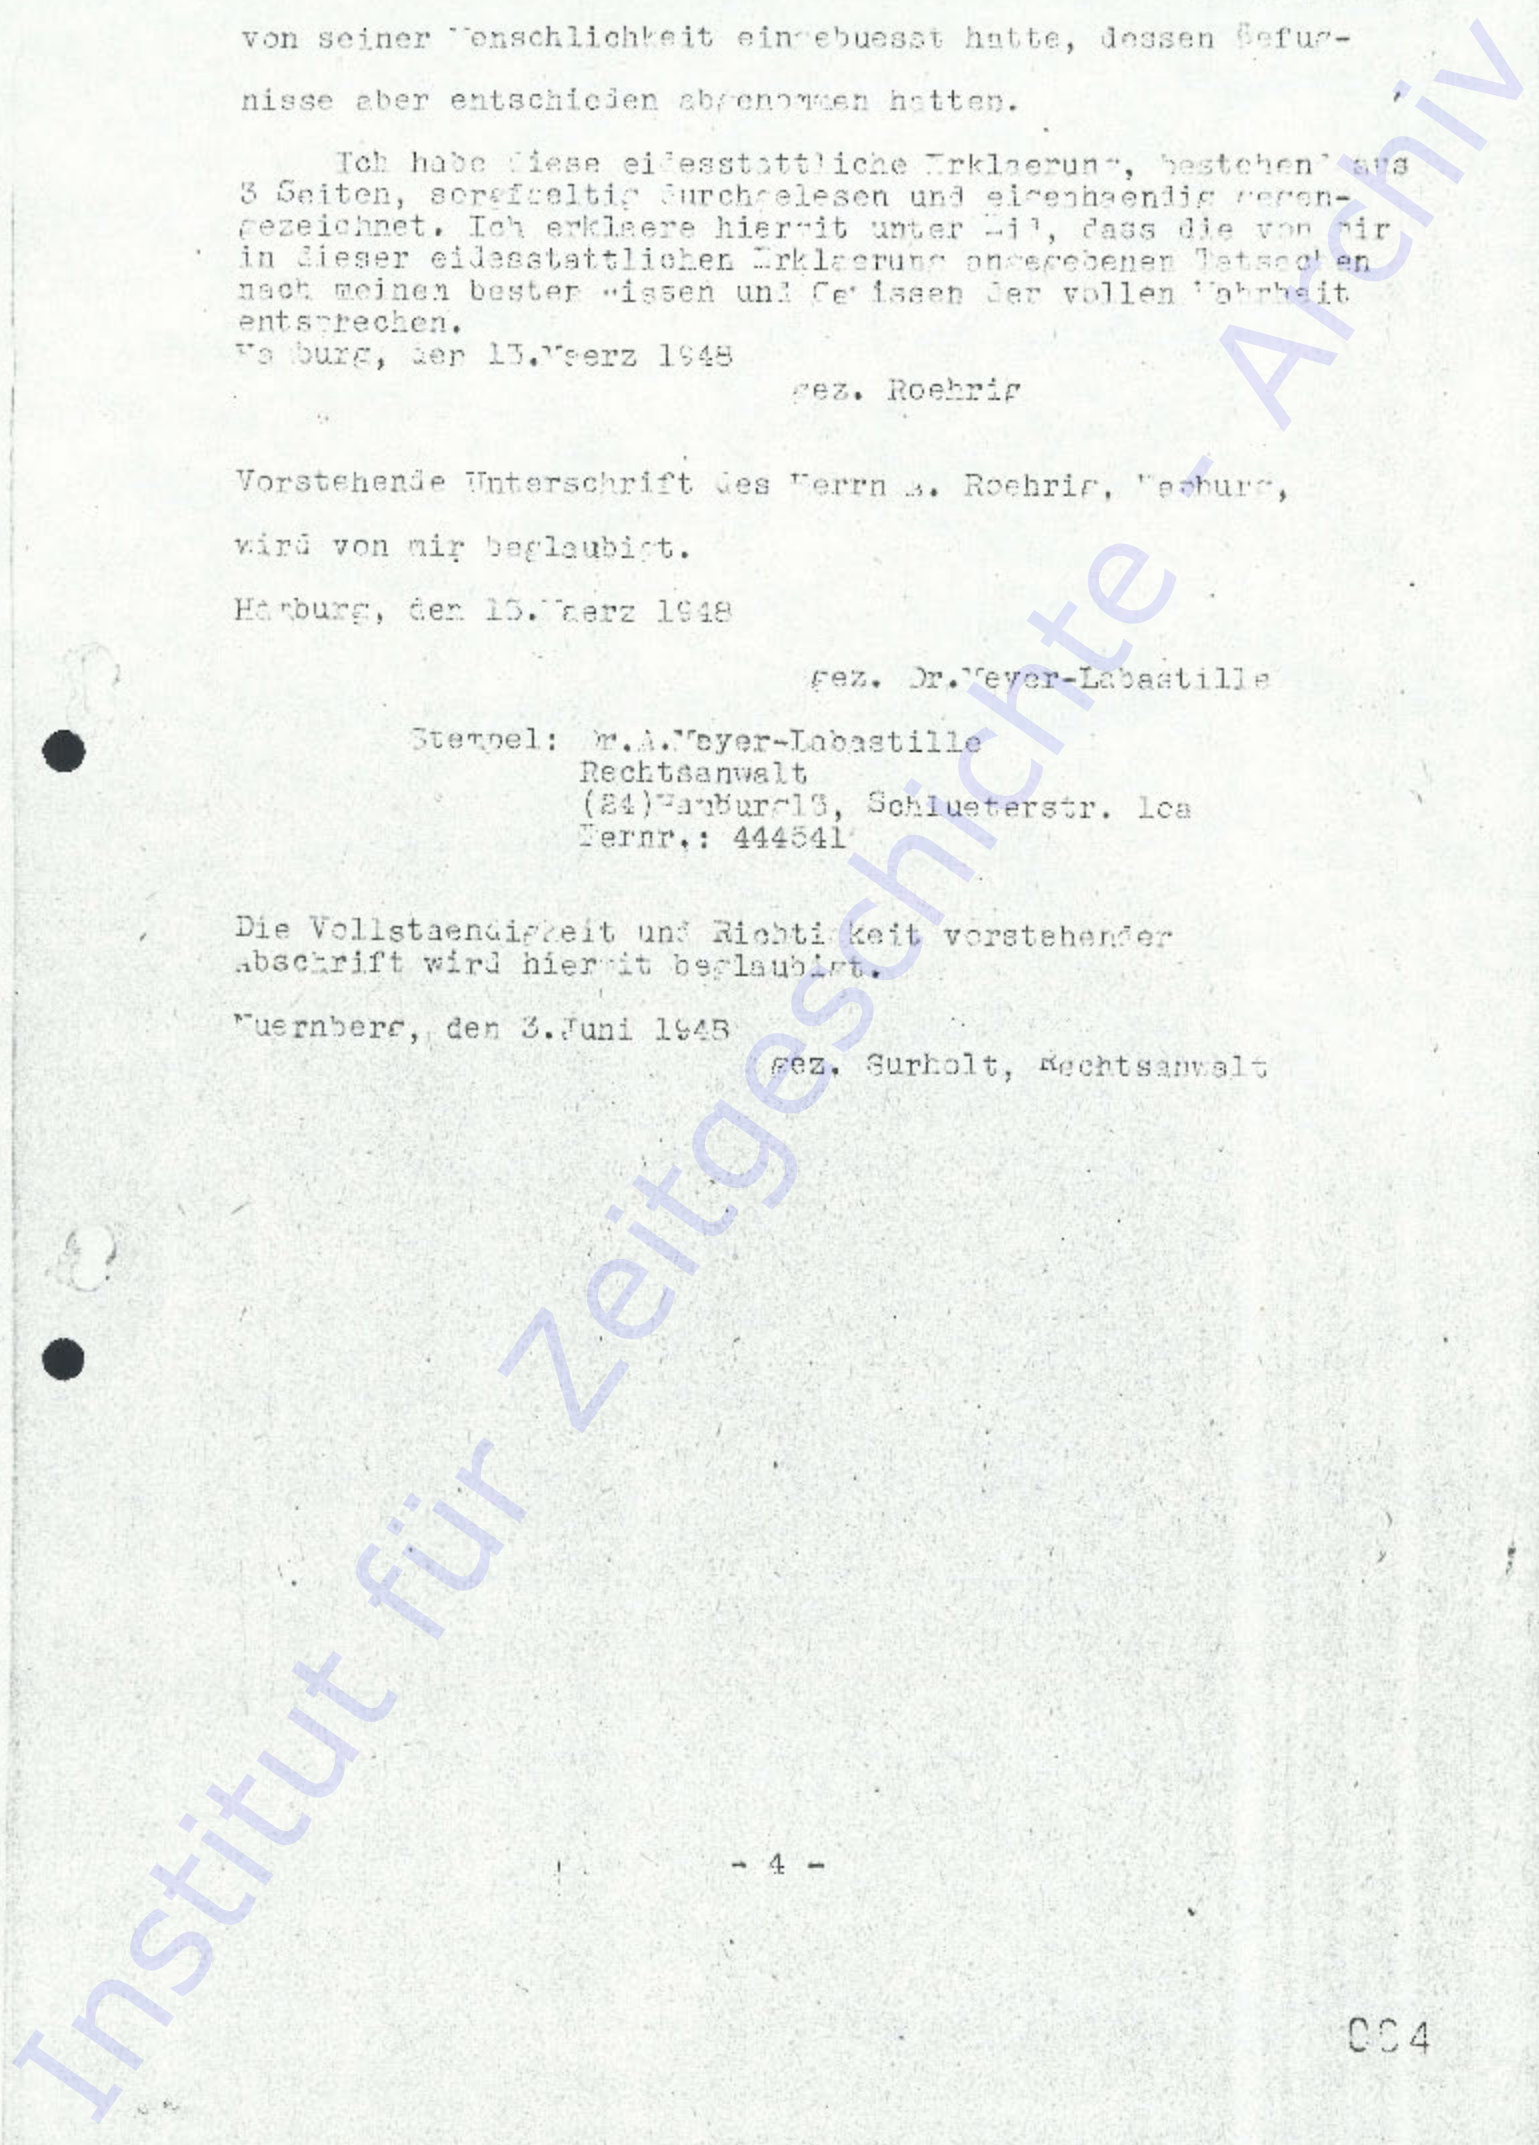 von seiner Menschlichkeit eingebuesst hatte, dessen Befug-
nisse aber entschieden abgenommen hatten.
Ich habe diese eidesstattliche Erklaerung, bestehend aus
3 Seiten, sorgfaeltig durchgelesen und eigenhaendig gegen-
gezeichnet. Ich erklaere hiermit unter Eid, dass die von mir
in dieser eidesstattlichen Erklaerung angegebenen Tatsachen
nach meinen besten Wissen und Gewissen der vollen Wahrheit
entsprechen.
Hamburg, den 13.Maerz 1948
gez. Roehrig
Vorstehende Unterschrift des Herrn Roehrig, Hamburg,
wird von mir beglaubigt.
Hamburg, den Maerz 1948
gez. Dr.Meyer-Labastille
Stempel: Dr.A.Meyer-Labastille
Rechtsanwalt
(24)Hamburg13, Schlueterstr.
Fernr.: 444541
Die Vollstaendigkeit und Richtigkeit vorstehender
Abschrift wird hiermit beglaubigt.
Nuernberg, den 3.Juni 1948
gez. Surholt, Rechtsanwalt
- 4 -
004
Institut für Zeitgeschichte - Archiv